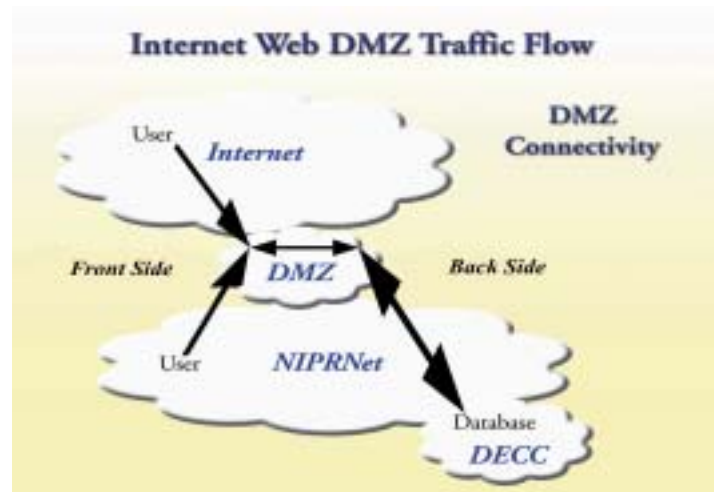 Internet Web DMZ Traffic Flow
DMZ
Connectivity
User
Internet
Front Side
DMZ
Back Side
User
NIPRNet
Database
DECC